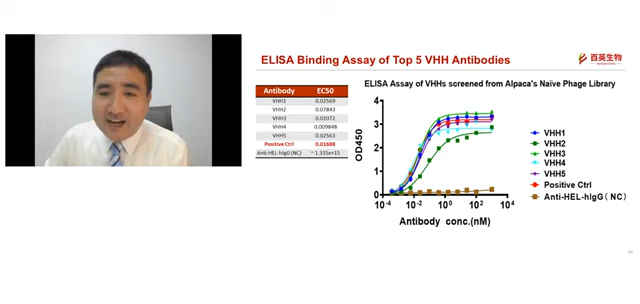 ELISA Binding Assay of Top 5 VHH Antibodies
百英生物
Antibody EC50
VHH1 0.02569
VHH2 0.07843
VHH3 0.02072
VHH4 0.009848
VHH5 0.02563
Positive Ctrl 0.01688
Anti-HEL-hIgG ~ 1.335e+15
ELISA Assay of VHHs screened from Alpaca's Naïve Phage Library
OD450
4
3
2
1
0
10-4 10-2 100 102 104
Antibody conc.(nM)
VHH1
VHH2
VHH3
VHH4
VHH5
Positive Ctrl
Anti-HEL-hIgG( NC)